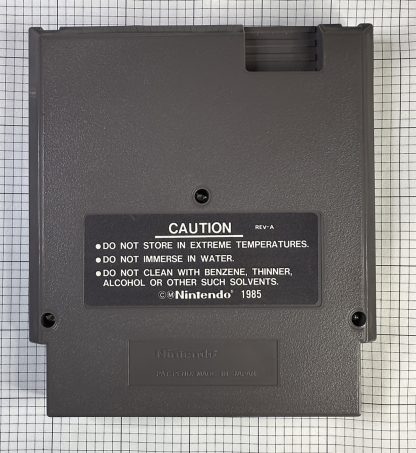 CAUTION REV-A
● DO NOT STORE IN EXTREME TEMPERATURES.
● DO NOT IMMERSE IN WATER.
● DO NOT CLEAN WITH BENZENE, THINNER,
ALCOHOL OR OTHER SUCH SOLVENTS.
©ⓂNintendo® 1985
Nintendo®
PAT. PEND. MADE IN JAPAN